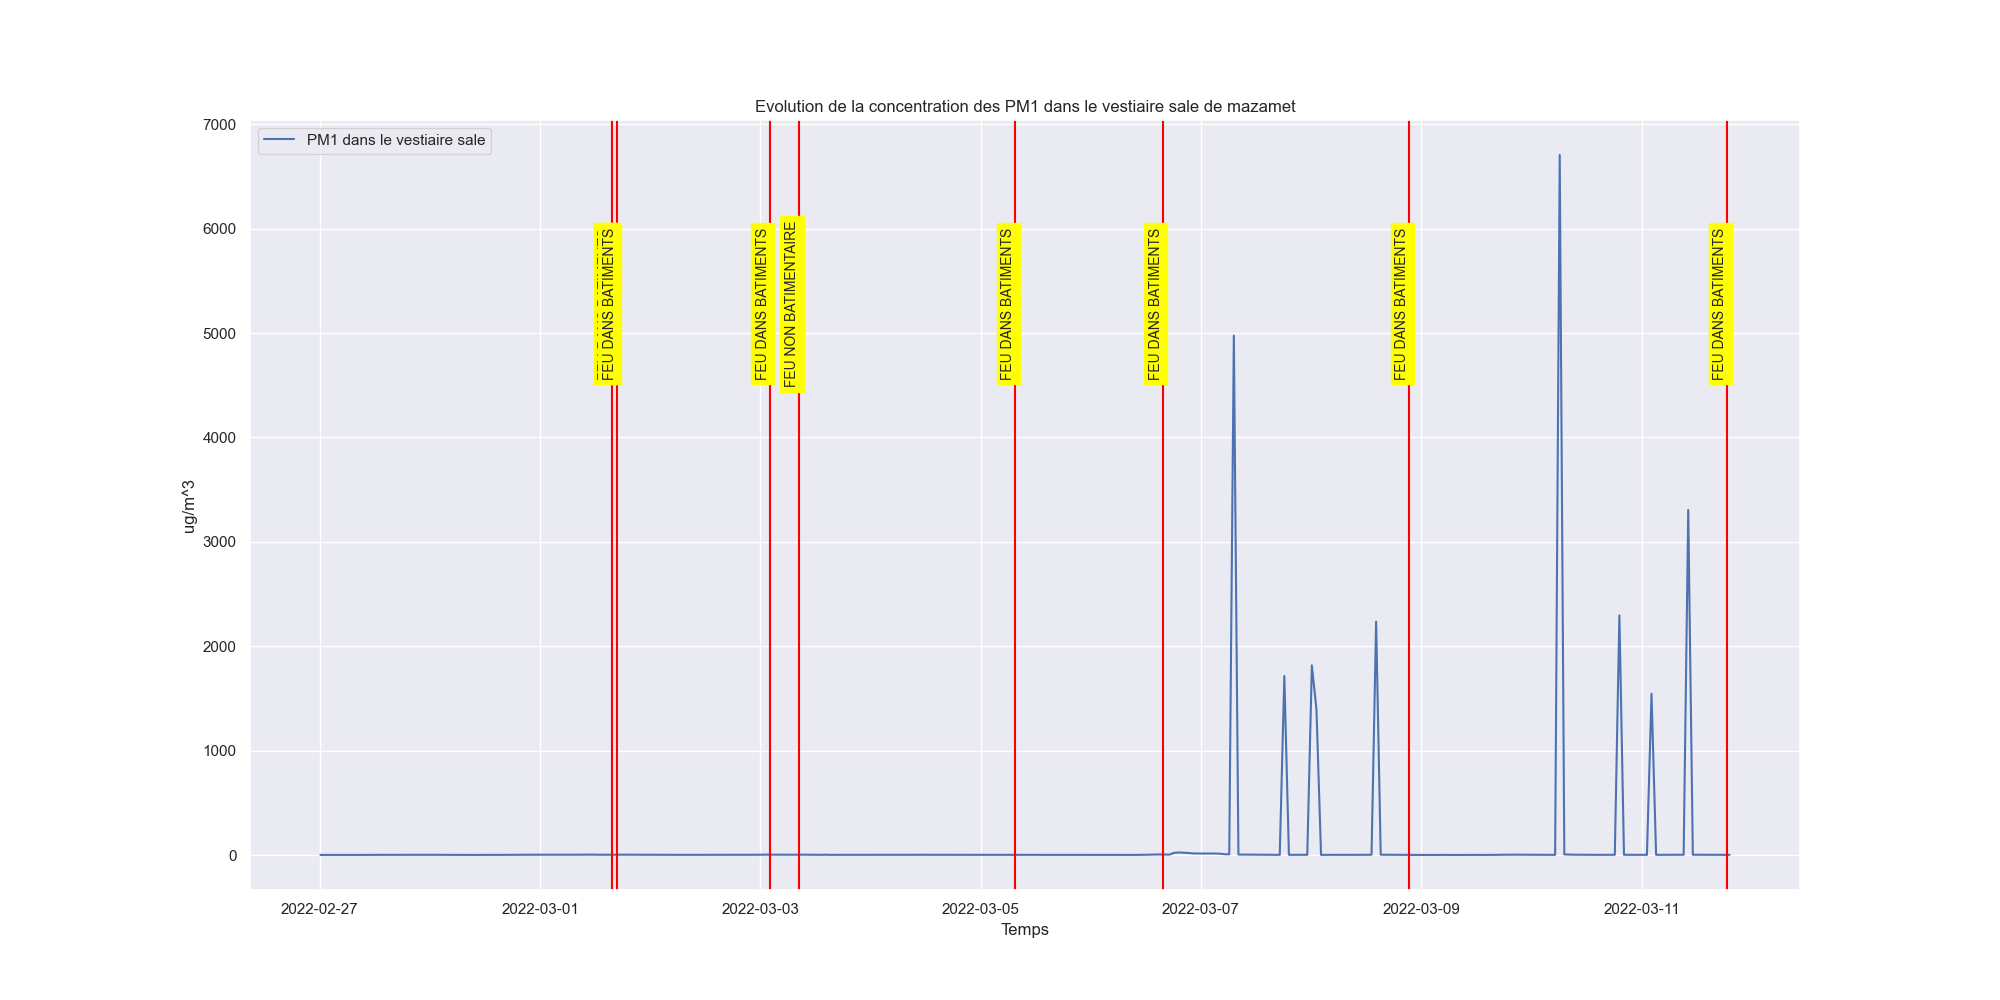 Evolution de la concentration des PM1 dans le vestiaire sale de mazamet
PM1 dans le vestiaire sale
7000
6000
5000
4000
3000
2000
1000
0
ug/m^3
FEU DANS BATIMENTS
FEU DANS BATIMENTS
FEU NON BATIMENTAIRE
FEU DANS BATIMENTS
FEU DANS BATIMENTS
FEU DANS BATIMENTS
FEU DANS BATIMENTS
2022-02-27
2022-03-01
2022-03-03
2022-03-05
2022-03-07
2022-03-09
2022-03-11
Temps